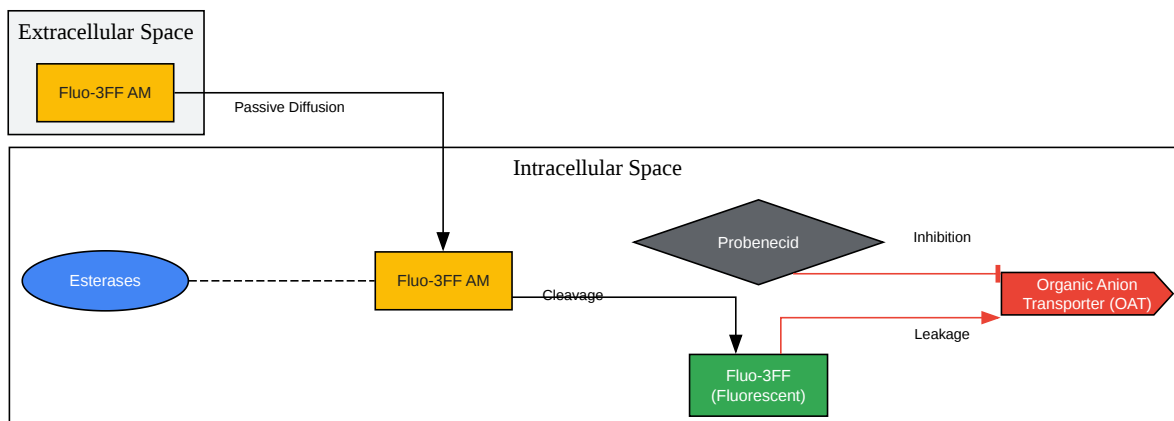 Extracellular Space
Fluo-3FF AM
Passive Diffusion
Intracellular Space
Probenecid
Inhibition
Esterases
Fluo-3FF AM
Organic Anion
Transporter (OAT)
Cleavage
Leakage
Fluo-3FF
(Fluorescent)